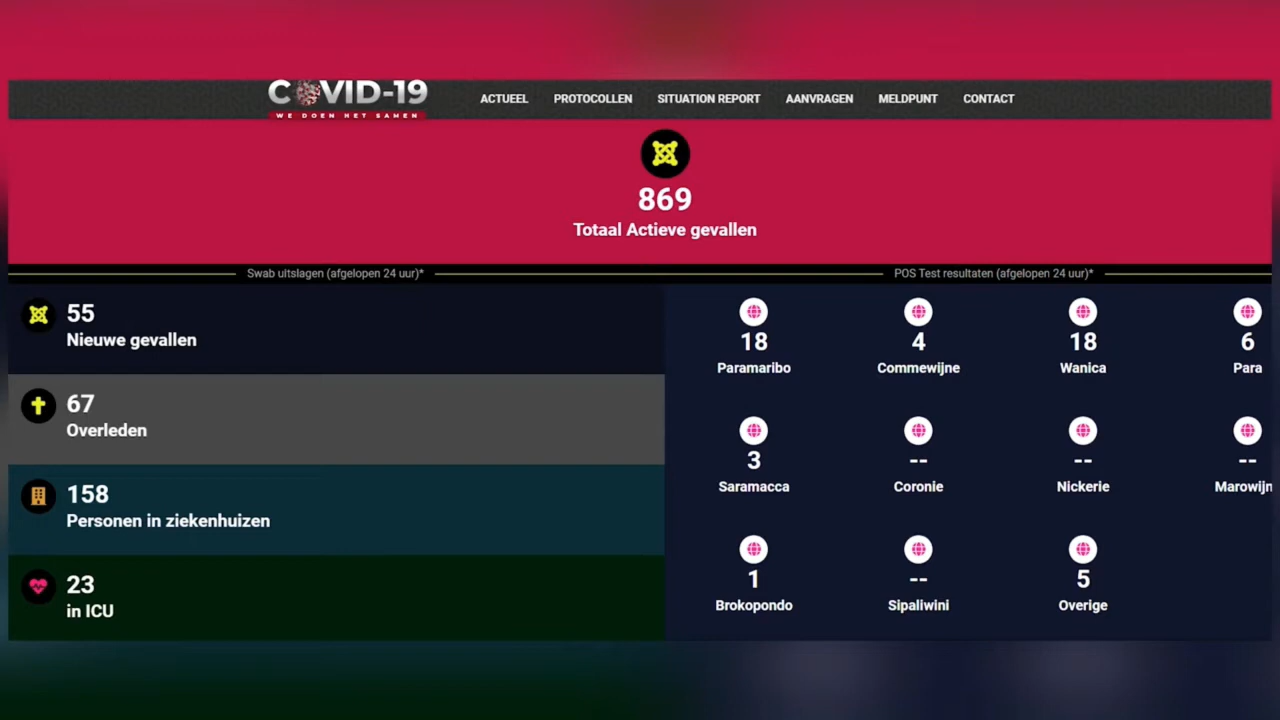 COVID-19
WE DOEN HET SAMEN
ACTUEEL PROTOCOLLEN SITUATION REPORT AANVRAGEN MELDPUNT CONTACT
869
Totaal Actieve gevallen
Swab uitslagen (afgelopen 24 uur)*
55
Nieuwe gevallen
67
Overleden
158
Personen in ziekenhuizen
23
in ICU
POS Test resultaten (afgelopen 24 uur)*
18 4 18 6
Paramaribo Commewijne Wanica Para
3 -- -- --
Saramacca Coronie Nickerie Marowijn
1 -- 5
Brokopondo Sipaliwini Overige